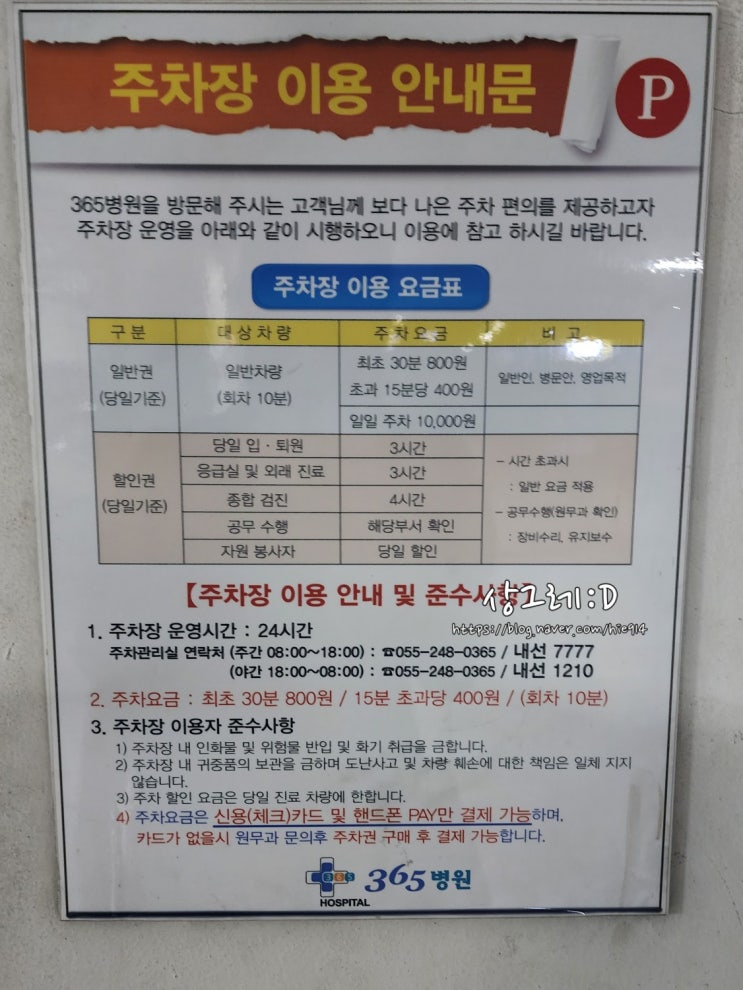 주차장 이용 안내문
P
365병원을 방문해 주시는 고객님께 보다 나은 주차 편의를 제공하고자
주차장 운영을 아래와 같이 시행하오니 이용에 참고 하시길 바랍니다.
주차장 이용 요금표
구 분 대 상 차 량 주 차 요 금 비 고
일반권 (당일기준) 일반차량 (회차 10분) 최초 30분 800원
초과 15분당 400원
일반인, 병문안, 영업목적
일일 주차 10,000원
할인권
(당일기준)
당일 입 · 퇴원 3시간
응급실 및 외래 진료 3시간
종합 검진 4시간
공무 수행 해당부서 확인
자원 봉사자 당일 할인
- 시간 초과시
: 일반 요금 적용
- 공무수행(원무과 확인)
: 장비수리, 유지보수
【주차장 이용 안내 및 준수사항】
샹그레:D
https://blog.naver.com/hie914
1. 주차장 운영시간 : 24시간
주차관리실 연락처 (주간 08:00~18:00) : ☎055-248-0365 / 내선 7777
(야간 18:00~08:00) : ☎055-248-0365 / 내선 1210
2. 주차요금 : 최초 30분 800원 / 15분 초과당 400원 / (회차 10분)
3. 주차장 이용자 준수사항
1) 주차장 내 인화물 및 위험물 반입 및 화기 취급을 금합니다.
2) 주차장 내 귀중품의 보관을 금하며 도난사고 및 차량 훼손에 대한 책임은 일체 지지
않습니다.
3) 주차 할인 요금은 당일 진료 차량에 한합니다.
4) 주차요금은 신용(체크)카드 및 핸드폰 PAY만 결제 가능하며,
카드가 없을시 원무과 문의후 주차권 구매 후 결제 가능합니다.
365 365병원
HOSPITAL